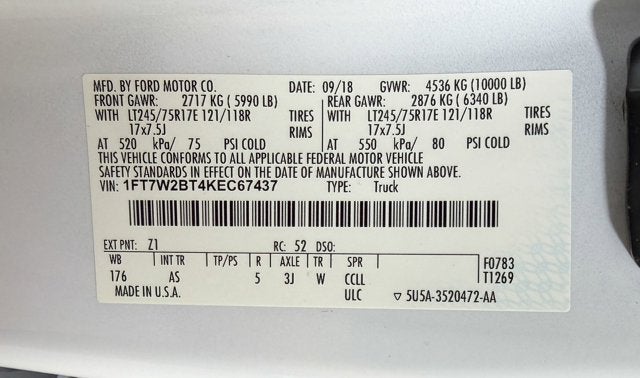 MFD. BY FORD MOTOR CO. DATE: 09/18 GVWR: 4536 KG (10000 LB)
FRONT GAWR: 2717 KG ( 5990 LB) REAR GAWR: 2876 KG ( 6340 LB)
WITH LT245/75R17E 121/118R TIRES WITH LT245/75R17E 121/118R TIRES
17x7.5J RIMS 17x7.5J RIMS
AT 520 kPa/ 75 PSI COLD AT 550 kPa/ 80 PSI COLD
THIS VEHICLE CONFORMS TO ALL APPLICABLE FEDERAL MOTOR VEHICLE
SAFETY STANDARDS IN EFFECT ON THE DATE OF MANUFACTURE SHOWN ABOVE.
VIN: 1FT7W2BT4KEC67437 TYPE: Truck
EXT PNT: Z1 RC: 52 DSO:
WB INT TR TP/PS R AXLE TR SPR F0783
176 AS 5 3J W CCLL T1269
MADE IN U.S.A. ULC ▽ 5U5A-3520472-AA